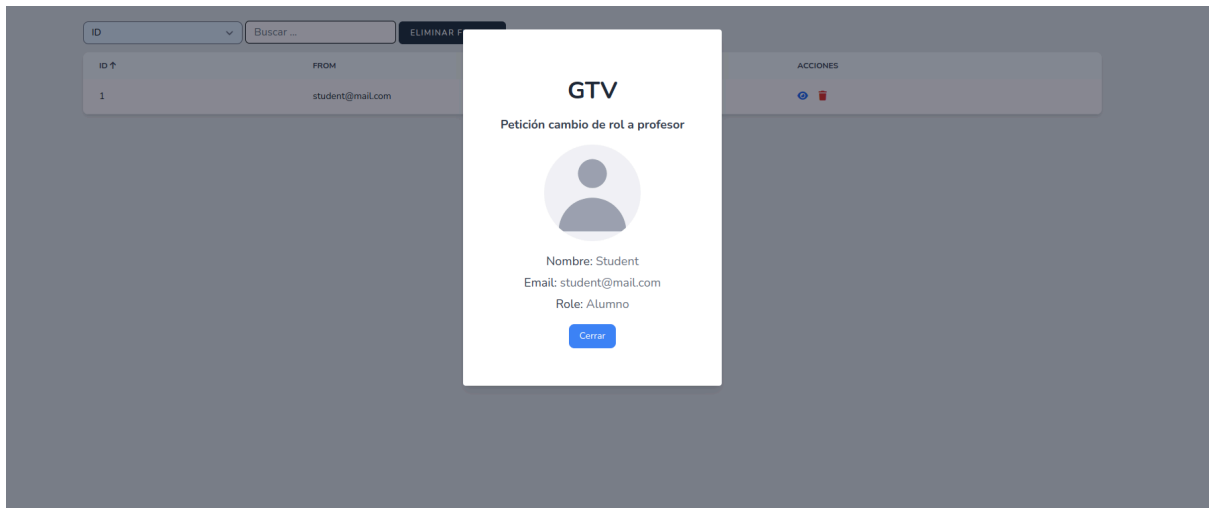 ID
Buscar ...
ELIMINAR F
ID↑
FROM
ACCIONES
1
student@mail.com
GTV
Petición cambio de rol a profesor
Nombre: Student
Email: student@mail.com
Role: Alumno
Cerrar